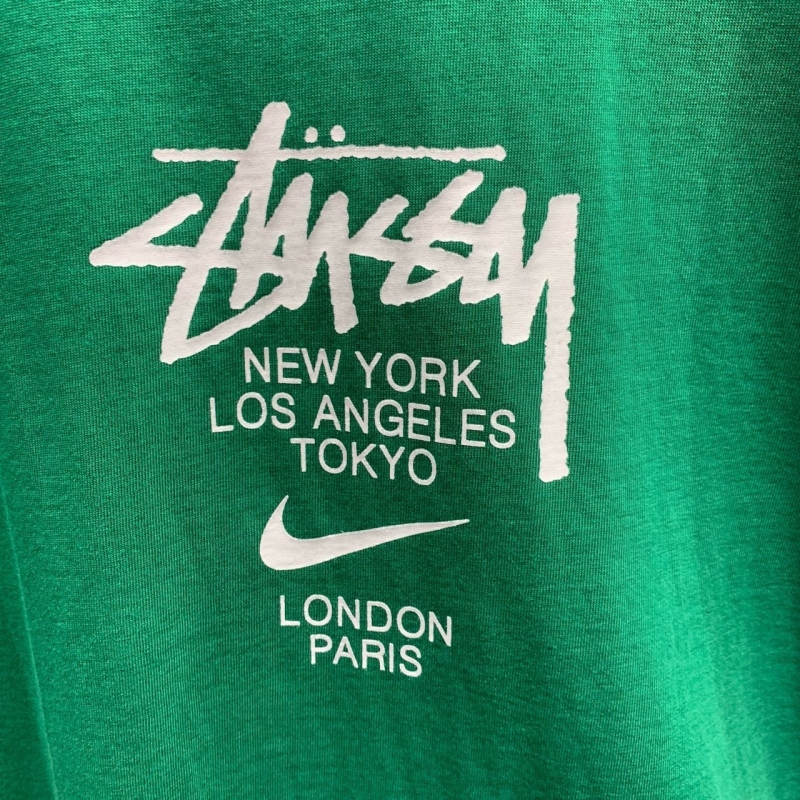 Stüssy
NEW YORK
LOS ANGELES
TOKYO
LONDON
PARIS